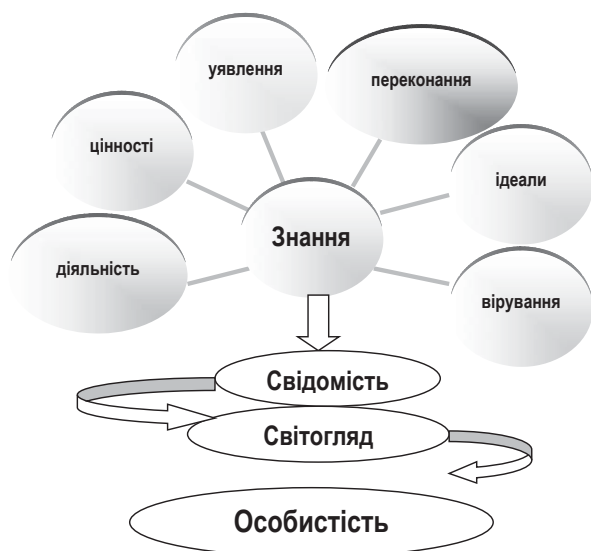 уявлення
переконання
цінності
ідеали
Знання
діяльність
вірування
Свідомість
Світогляд
Особистість